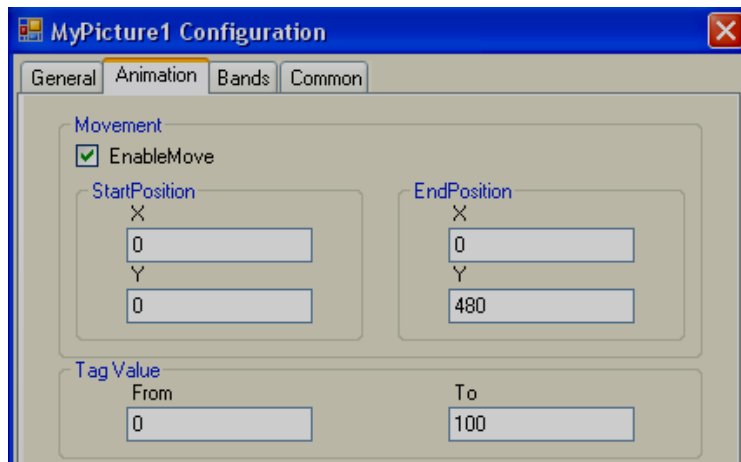 MyPicture1 Configuration
General Animation Bands Common
Movement
EnableMove
StartPosition EndPosition
X X
0 0
Y Y
0 480
Tag Value
From To
0 100